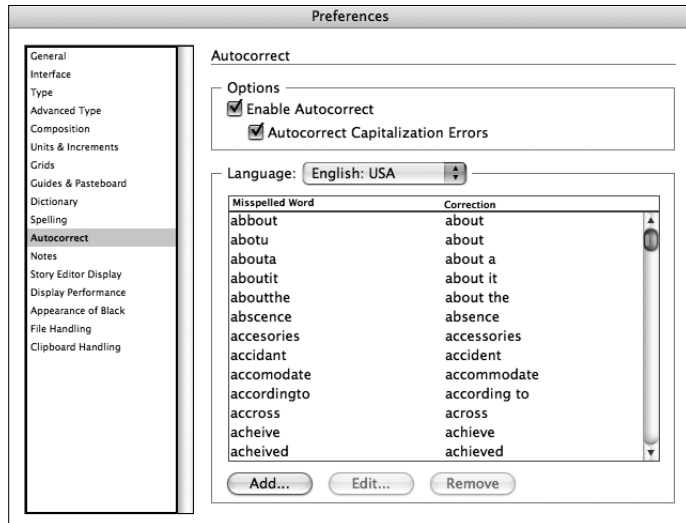 Preferences
General
Interface
Type
Advanced Type
Composition
Units & Increments
Grids
Guides & Pasteboard
Dictionary
Spelling
Autocorrect
Notes
Story Editor Display
Display Performance
Appearance of Black
File Handling
Clipboard Handling
Autocorrect
Options
Enable Autocorrect
Autocorrect Capitalization Errors
Language: English: USA
Misspelled Word Correction
abbout about
abotu about
abouta about a
aboutit about it
aboutthe about the
abscence absence
accesories accessories
accidant accident
accomodate accommodate
accordingto according to
accross across
acheive achieve
acheived achieved
Add... Edit... Remove